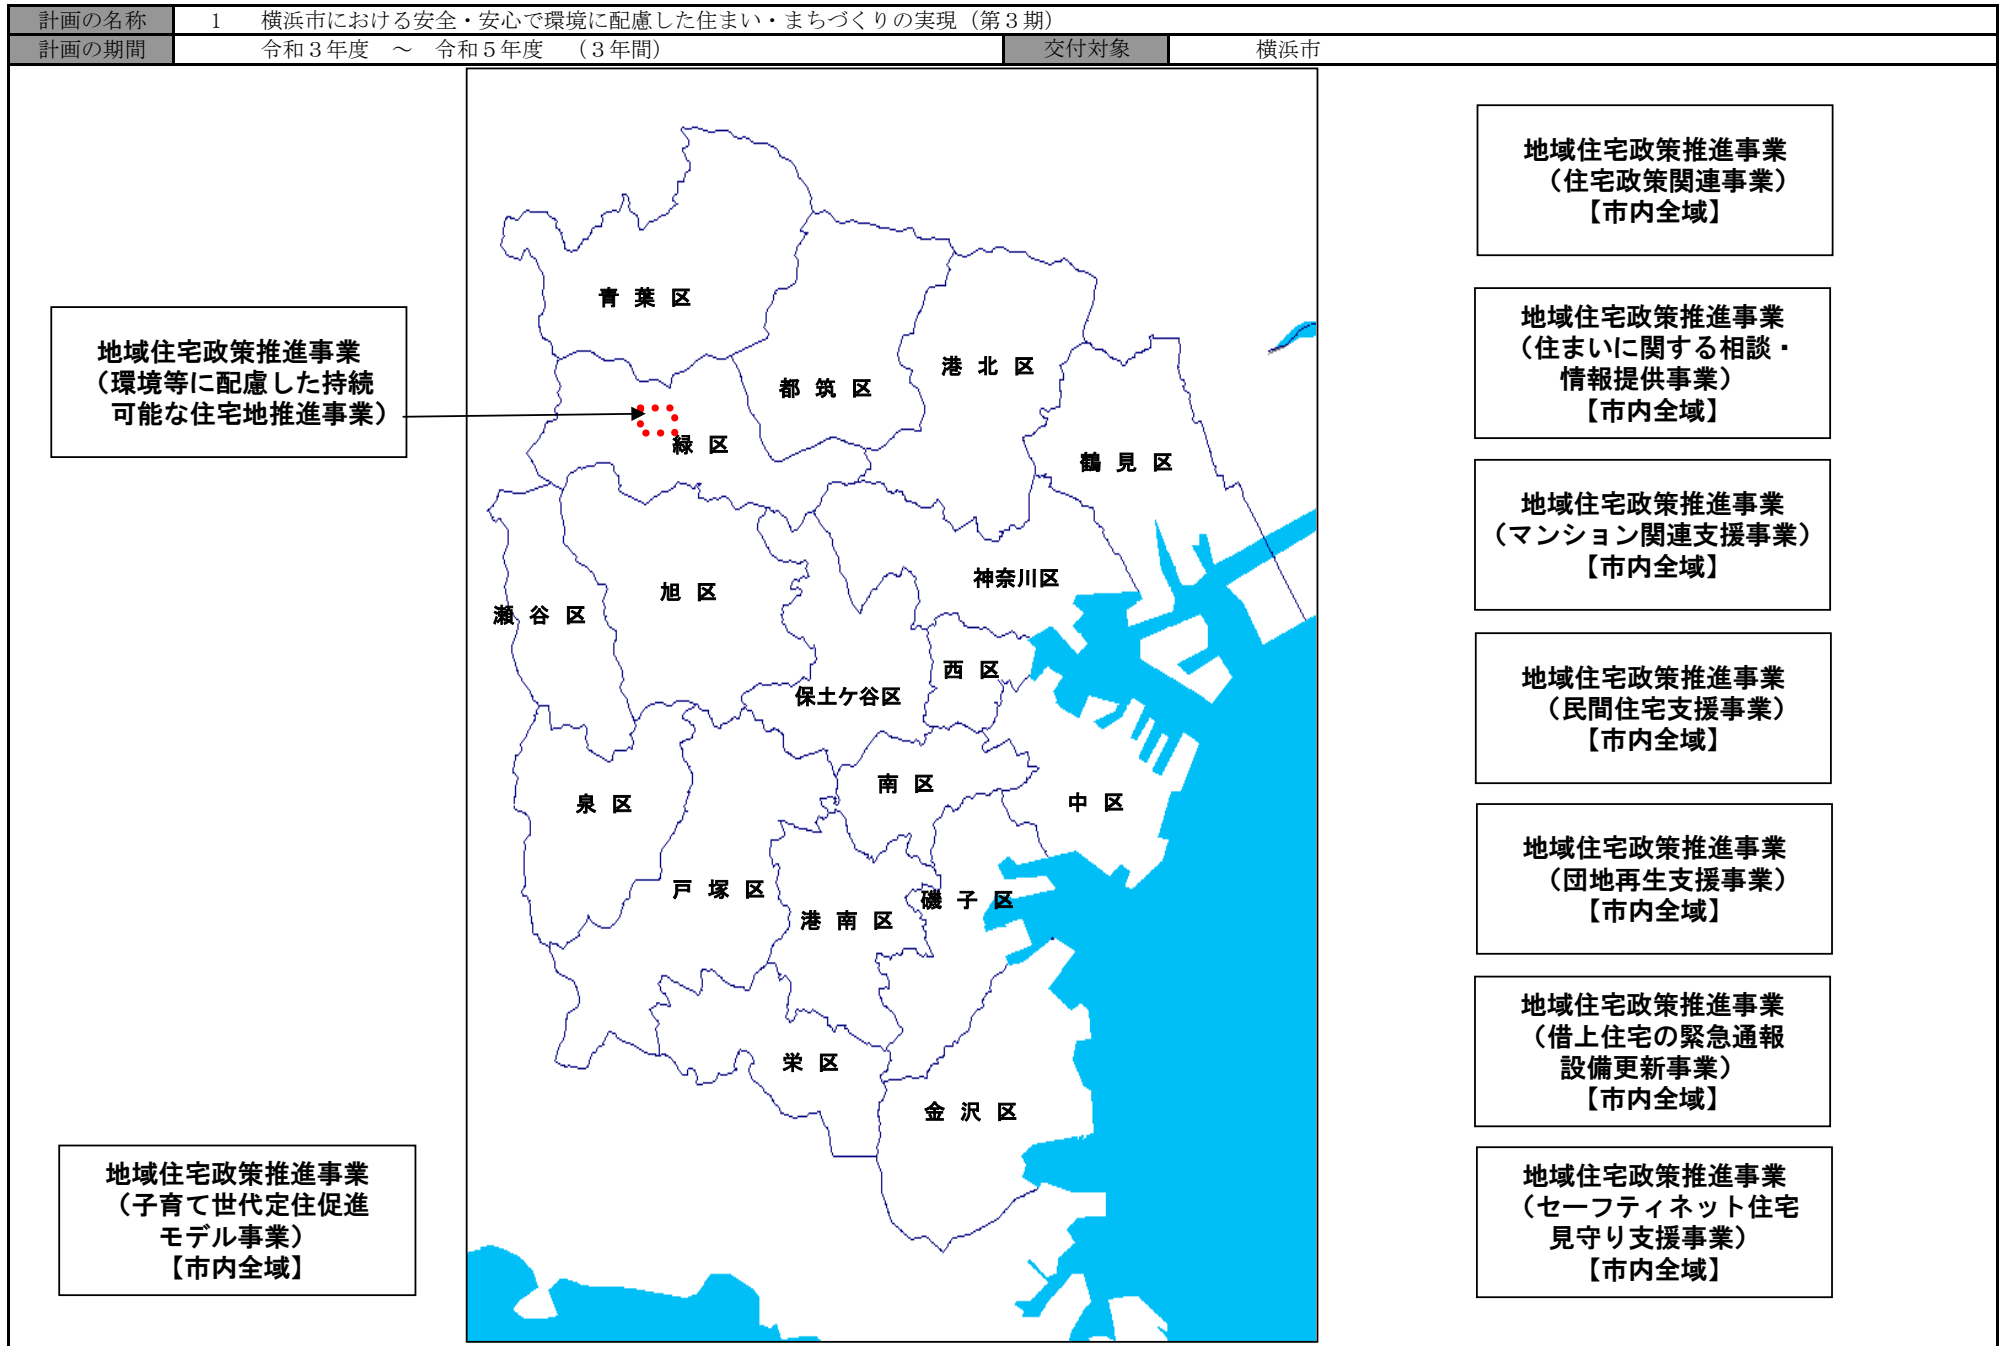 計画の名称 1 横浜市における安全・安心で環境に配慮した住まい・まちづくりの実現（第３期）
計画の期間 令和３年度 ～ 令和５年度 （３年間） 交付対象 横浜市
地域住宅政策推進事業
（環境等に配慮した持続
可能な住宅地推進事業）
地域住宅政策推進事業
（子育て世代定住促進
モデル事業）
【市内全域】
青 葉 区
都 筑 区
港 北 区
緑 区
鶴 見 区
神奈川区
旭 区
瀬 谷 区
西 区
保土ケ谷区
南 区
中 区
泉 区
戸 塚 区
港 南 区
磯 子 区
栄 区
金 沢 区
地域住宅政策推進事業
（住宅政策関連事業）
【市内全域】
地域住宅政策推進事業
（住まいに関する相談・
情報提供事業）
【市内全域】
地域住宅政策推進事業
（マンション関連支援事業）
【市内全域】
地域住宅政策推進事業
（民間住宅支援事業）
【市内全域】
地域住宅政策推進事業
（団地再生支援事業）
【市内全域】
地域住宅政策推進事業
（借上住宅の緊急通報
設備更新事業）
【市内全域】
地域住宅政策推進事業
（セーフティネット住宅
見守り支援事業）
【市内全域】